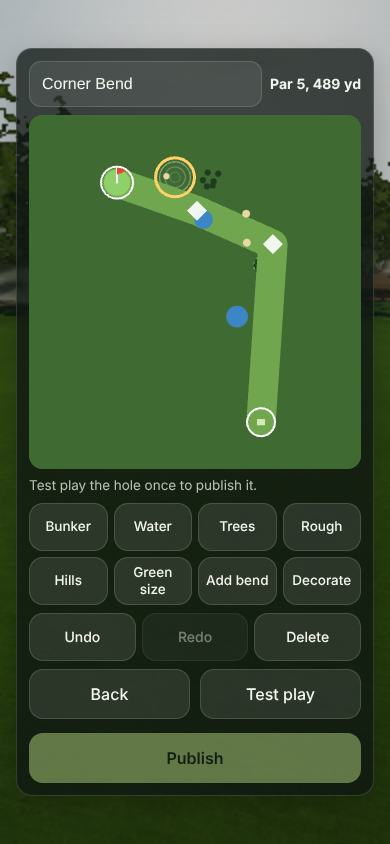 Corner Bend
Par 5, 489 yd
Test play the hole once to publish it.
Bunker
Water
Trees
Rough
Hills
Green
size
Add bend
Decorate
Undo
Redo
Delete
Back
Test play
Publish